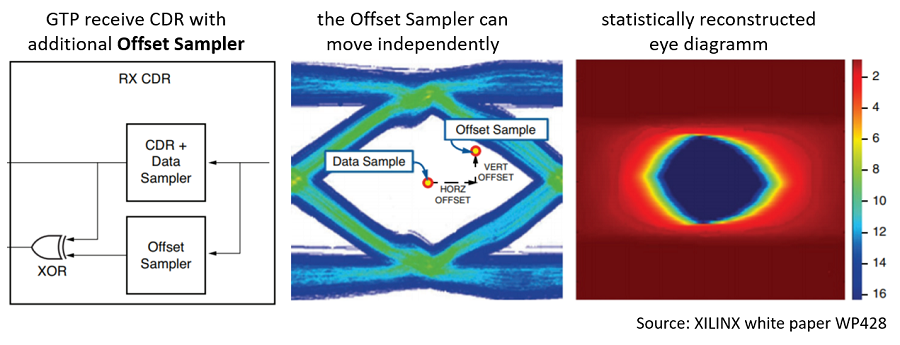 GTP receive CDR with
additional Offset Sampler
RX CDR
CDR +
Data
Sampler
Offset
Sampler
XOR
the Offset Sampler can
move independently
Offset Sample
Data Sample
VERT
OFFSET
HORZ
OFFSET
statistically reconstructed
eye diagramm
2
4
6
8
10
12
14
16
Source: XILINX white paper WP428